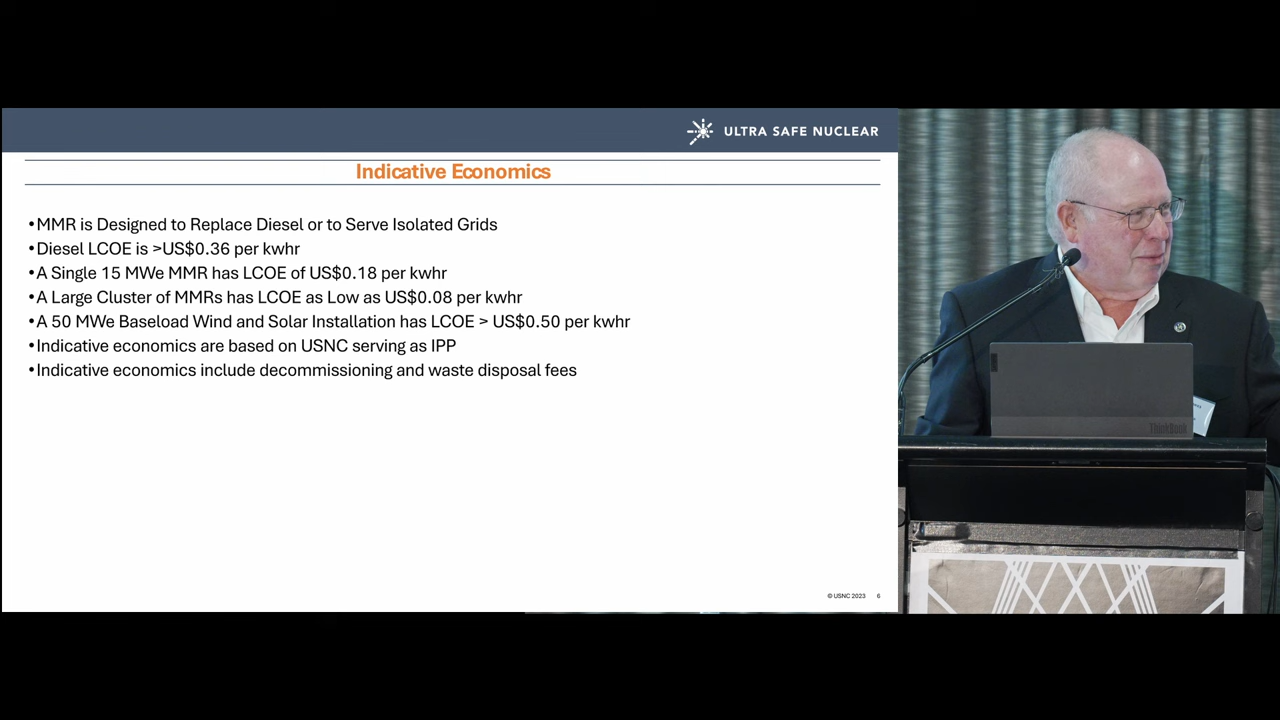 ULTRA SAFE NUCLEAR
Indicative Economics
•MMR is Designed to Replace Diesel or to Serve Isolated Grids
•Diesel LCOE is >US$0.36 per kwhr
•A Single 15 MWe MMR has LCOE of US$0.18 per kwhr
•A Large Cluster of MMRs has LCOE as Low as US$0.08 per kwhr
•A 50 MWe Baseload Wind and Solar Installation has LCOE > US$0.50 per kwhr
•Indicative economics are based on USNC serving as IPP
•Indicative economics include decommissioning and waste disposal fees
© USNC 2023 6
ThinkBook